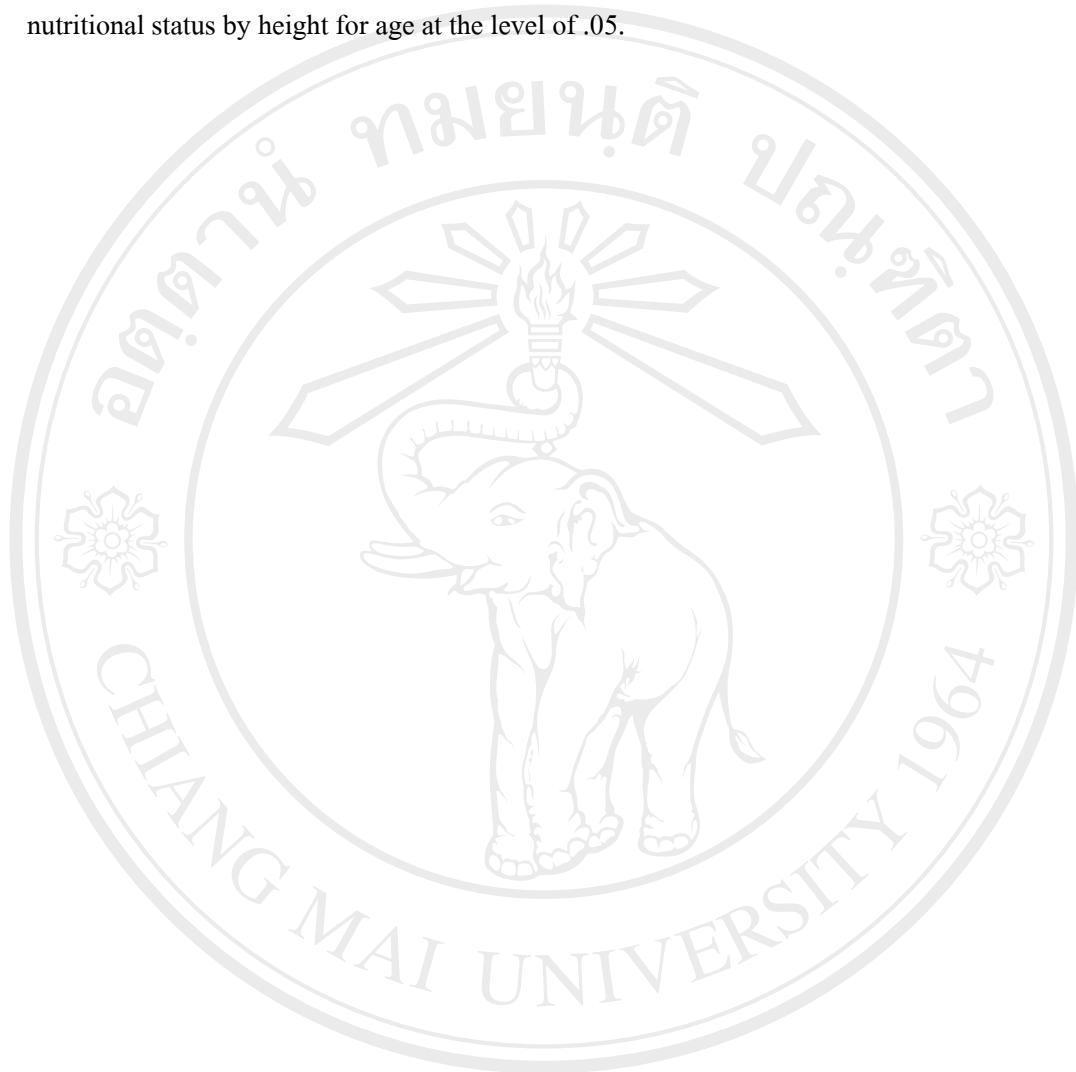 nutritional status by height for age at the level of .05.
อตฺตานํ ทมยนฺติ ปณฺฑิตา
CHIANG MAI UNIVERSITY 1964